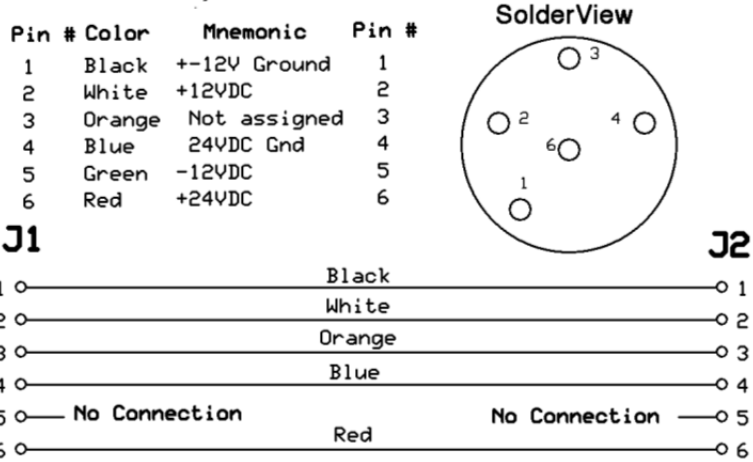 SolderView
Pin # Color Mnemonic Pin #
1 Black +-12V Ground 1
2 White +12VDC 2
3 Orange Not assigned 3
4 Blue 24VDC Gnd 4
5 Green -12VDC 5
6 Red +24VDC 6
3
2
4
6
1
J1
J2
Black
1 1
White
2 2
Orange
3 3
Blue
4 4
5 No Connection No Connection 5
Red
6 6